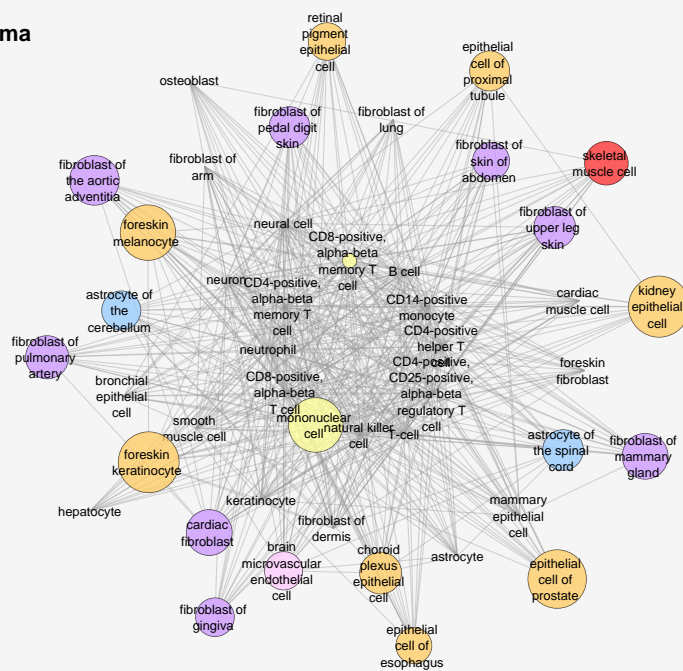 ma
retinal
pigment
epithelial
cell
epithelial
cell of
proximal
tubule
osteoblast
fibroblast of
pedal digit
skin
fibroblast of
lung
fibroblast of
arm
fibroblast of
skin of
abdomen
skeletal
muscle cell
fibroblast of
the aortic
adventitia
foreskin
melanocyte
neural cell
fibroblast of
upper leg
skin
CD8-positive,
alpha-beta
memory T
cell
B cell
neuron
CD4-positive,
alpha-beta
memory T
cell
CD14-positive
monocyte
cardiac
muscle cell
kidney
epithelial
cell
astrocyte of
the
cerebellum
CD4-positive
helper T
cell
fibroblast of
pulmonary
artery
neutrophil
CD4-positive,
CD25-positive,
alpha-beta
regulatory T
cell
foreskin
fibroblast
bronchial
epithelial
cell
CD8-positive,
alpha-beta
T cell
mononuclear
cell
natural killer
cell
T-cell
smooth
muscle cell
foreskin
keratinocyte
astrocyte of
the spinal
cord
fibroblast of
mammary
gland
hepatocyte
keratinocyte
cardiac
fibroblast
fibroblast of
dermis
mammary
epithelial
cell
brain
microvascular
endothelial
cell
choroid
plexus
epithelial
cell
astrocyte
epithelial
cell of
prostate
fibroblast of
gingiva
epithelial
cell of
esophagus